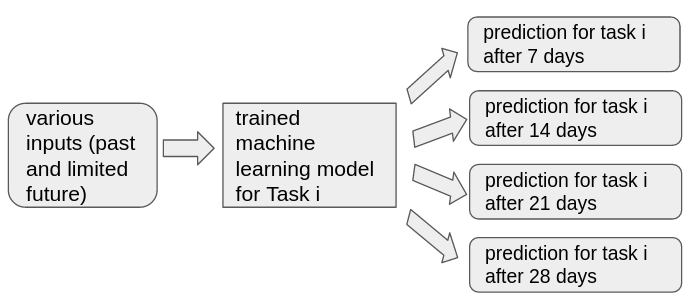 various
inputs (past
and limited
future)
trained
machine
learning model
for Task i
prediction for task i
after 7 days
prediction for task i
after 14 days
prediction for task i
after 21 days
prediction for task i
after 28 days